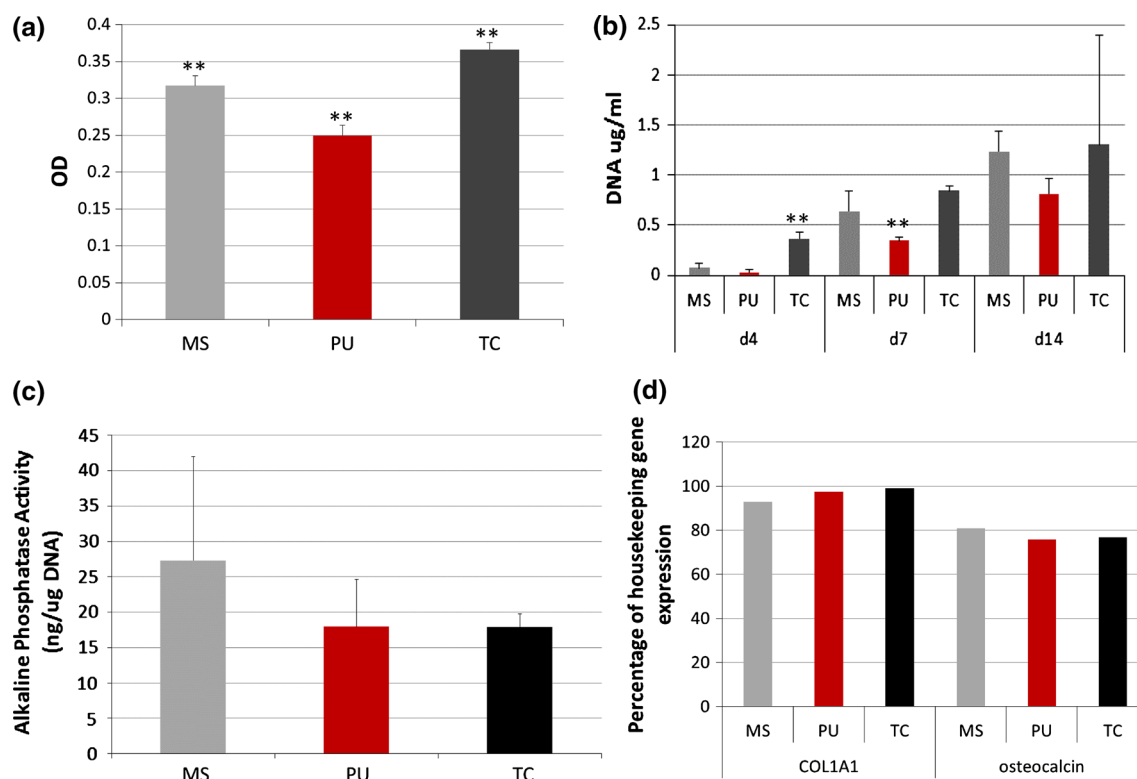 (a)
0.4
0.35
0.3
0.25
0.2
0.15
0.1
0.05
0
OD
**
**
**
MS PU TC
(b)
2.5
2
1.5
1
0.5
0
DNA ug/ml
**
**
MS PU TC MS PU TC MS PU TC
d4 d7 d14
(c)
45
40
35
30
25
20
15
10
5
0
Alkaline Phosphatase Activity
(ng/ug DNA)
MS PU TC
(d)
120
100
80
60
40
20
0
Percentage of housekeeping gene
expression
MS PU TC MS PU TC
COL1A1 osteocalcin